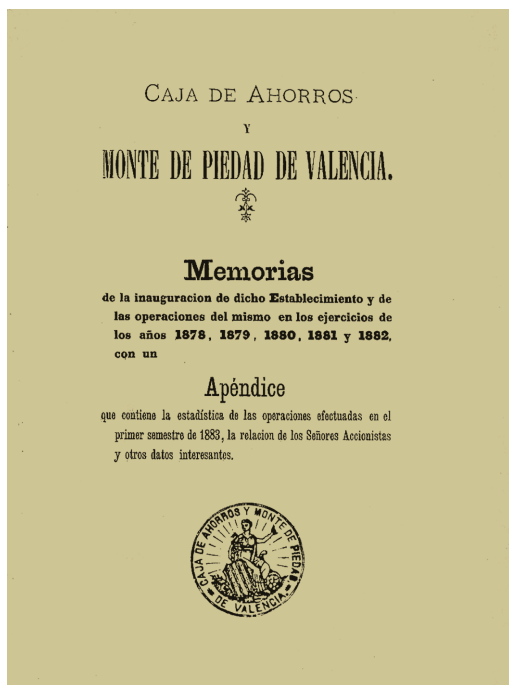 CAJA DE AHORROS
Y
MONTE DE PIEDAD DE VALENCIA.
Memorias
de la inauguracion de dicho Establecimiento y de
las operaciones del mismo en los ejercicios de
los años 1878, 1879, 1880, 1881 y 1882,
con un
Apéndice
que contiene la estadística de las operaciones efectuadas en el
primer semestre de 1883, la relacion de los Señores Accionistas
y otros datos interesantes.
CAJA DE AHORROS Y MONTE DE PIEDAD
DE VALENCIA.